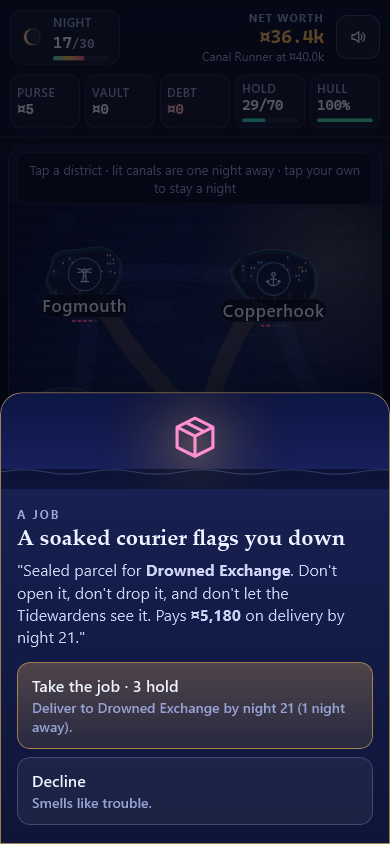 NIGHT
17/30
NET WORTH
¤36.4k
Canal Runner at ¤40.0k
PURSE
¤5
VAULT
¤0
DEBT
¤0
HOLD
29/70
HULL
100%
Tap a district · lit canals are one night away · tap your own
to stay a night
Fogmouth
Copperhook
A JOB
A soaked courier flags you down
"Sealed parcel for Drowned Exchange. Don't
open it, don't drop it, and don't let the
Tidewardens see it. Pays ¤5,180 on delivery by
night 21."
Take the job · 3 hold
Deliver to Drowned Exchange by night 21 (1 night
away).
Decline
Smells like trouble.